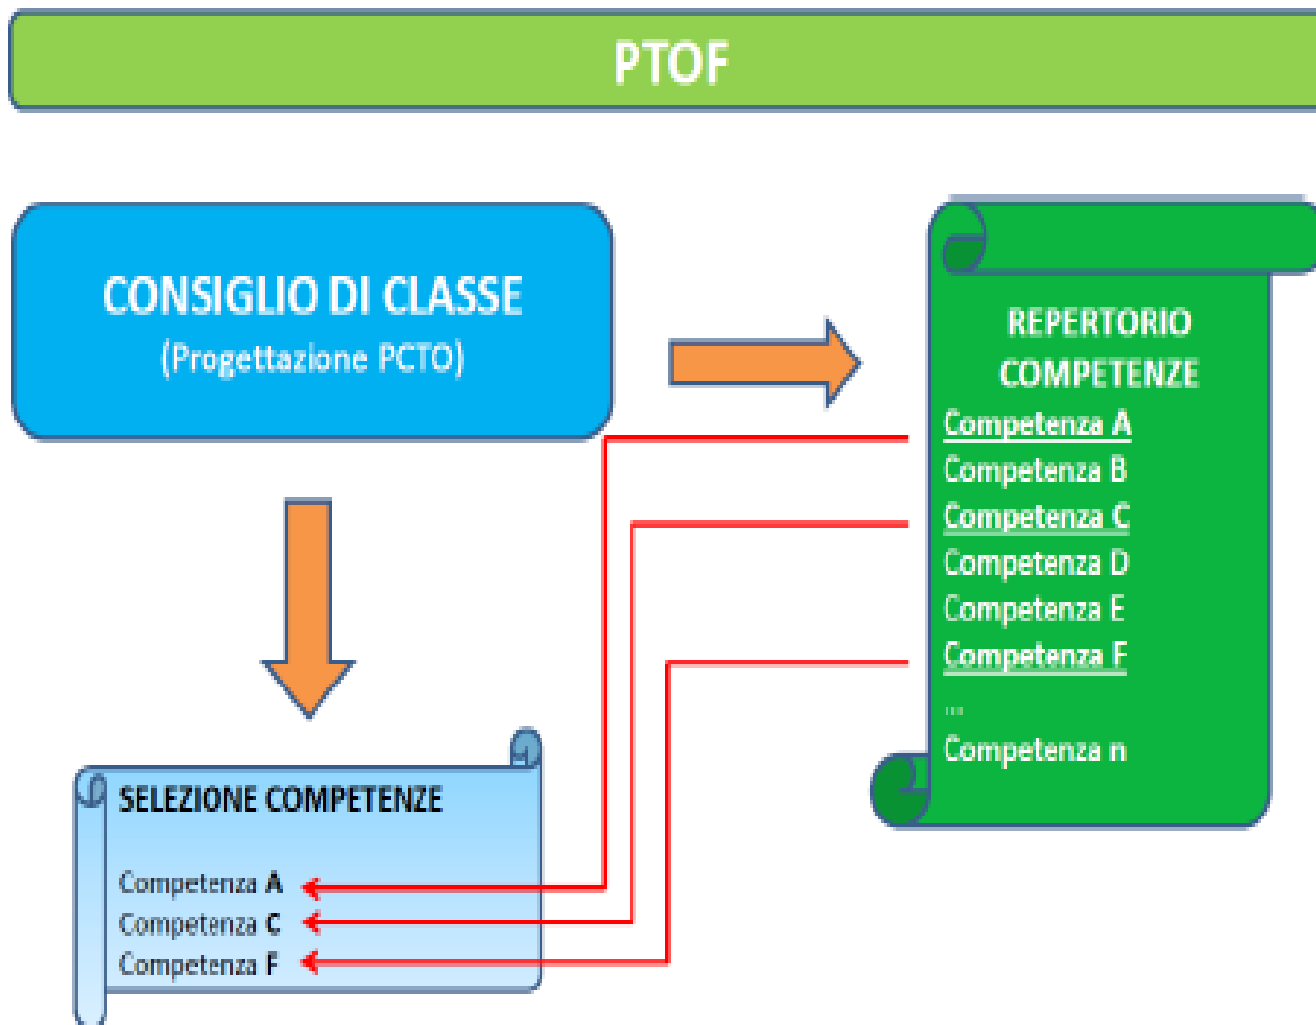 PTOF
CONSIGLIO DI CLASSE
(Progettazione PCTO)
REPERTORIO
COMPETENZE
Competenza A
Competenza B
Competenza C
Competenza D
Competenza E
Competenza F
...
Competenza n
SELEZIONE COMPETENZE
Competenza A
Competenza C
Competenza F